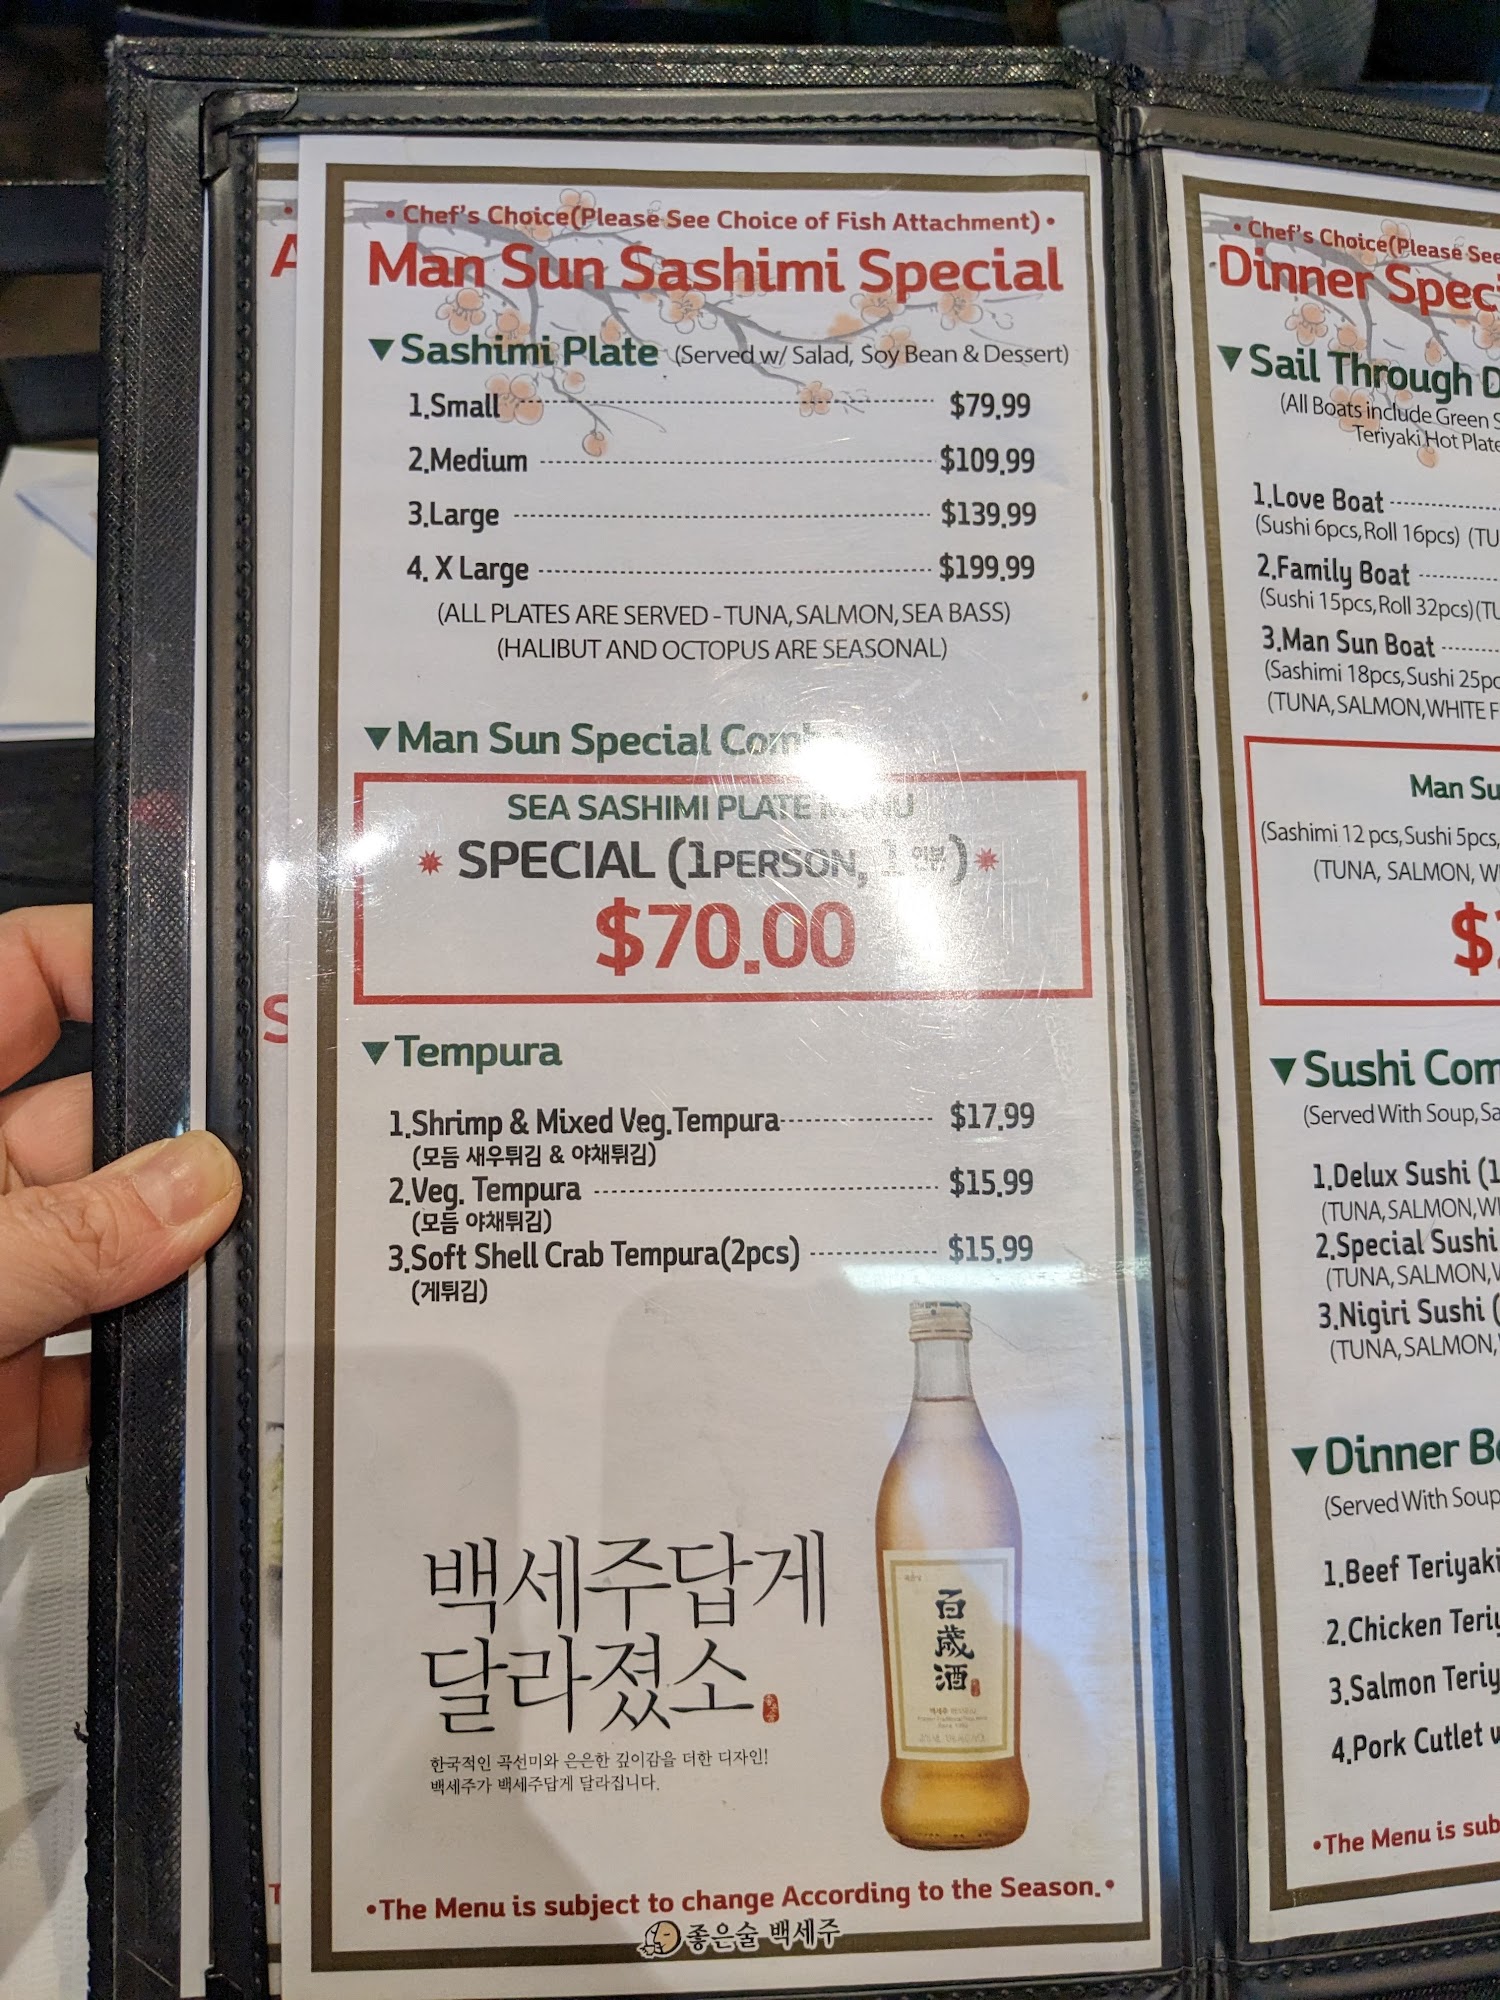 • Chef's Choice(Please See Choice of Fish Attachment) •
Man Sun Sashimi Special
▼Sashimi Plate (Served w/ Salad, Soy Bean & Dessert)
1.Small $79.99
2.Medium $109.99
3.Large $139.99
4. X Large $199.99
(ALL PLATES ARE SERVED - TUNA, SALMON, SEA BASS)
(HALIBUT AND OCTOPUS ARE SEASONAL)
▼Man Sun Special
SEA SASHIMI PLATE
SPECIAL (1PERSON, 1 )
$70.00
▼Tempura
1.Shrimp & Mixed Veg.Tempura $17.99
(모듬 새우튀김 & 야채튀김)
2.Veg. Tempura $15.99
(모듬 야채튀김)
3.Soft Shell Crab Tempura(2pcs) $15.99
(게튀김)
백세주답게
달라졌소
한국적인 곡선미와 은은한 깊이감을 더한 디자인!
백세주가 백세주답게 달라집니다.
百歲酒
백세주
•The Menu is subject to change According to the Season.•
좋은술 백세주
• Chef's Choice(Please See
Dinner
▼Sail Through
(All Boats include Green
Teriyaki Hot Plate
1.Love Boat
(Sushi 6pcs, Roll 16pcs)
2.Family Boat
(Sushi 15pcs, Roll 32pcs)
3.Man Sun Boat
(Sashimi 18pcs, Sushi
(TUNA, SALMON, WHITE
Man
(Sashimi 12 pcs, Sushi 5pcs,
(TUNA, SALMON,
$
▼Sushi
(Served With Soup,
1.Delux Sushi
(TUNA, SALMON,
2.Special Sushi
(TUNA, SALMON,
3.Nigiri Sushi
(TUNA, SALMON,
▼Dinner
(Served With Soup
1.Beef Teriyaki
2.Chicken
3.Salmon
4.Pork Cutlet
•The Menu is